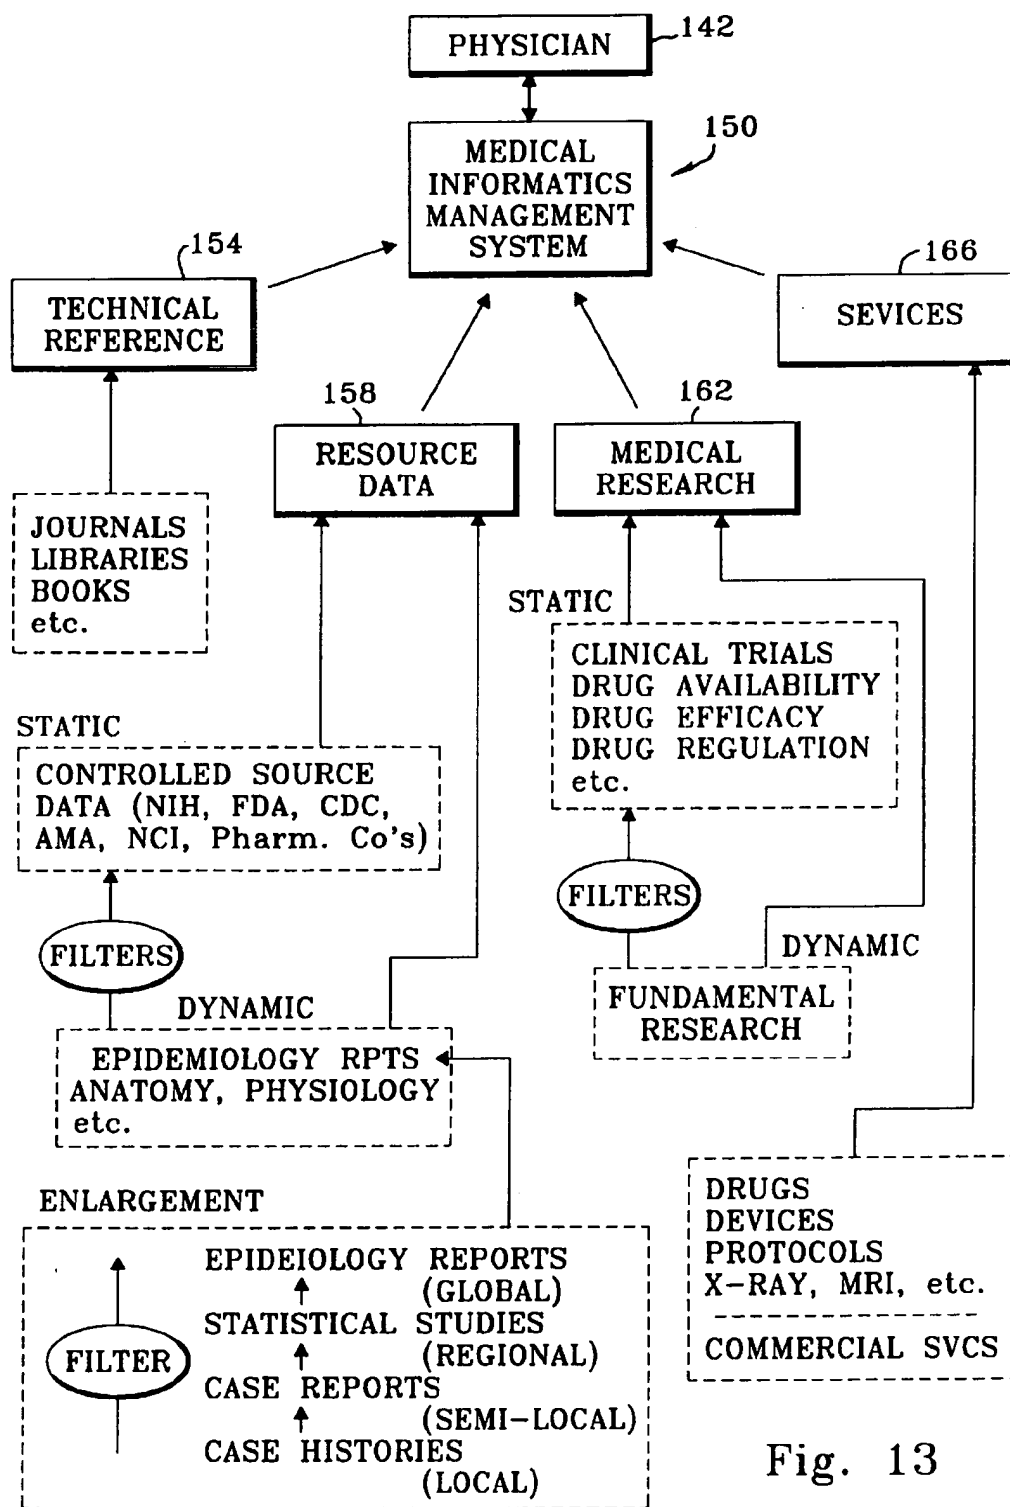 PHYSICIAN
142
MEDICAL
INFORMATICS
MANAGEMENT
SYSTEM
150
154
TECHNICAL
REFERENCE
166
SEVICES
158
RESOURCE
DATA
162
MEDICAL
RESEARCH
JOURNALS
LIBRARIES
BOOKS
etc.
STATIC
CLINICAL TRIALS
DRUG AVAILABILITY
DRUG EFFICACY
DRUG REGULATION
etc.
STATIC
CONTROLLED SOURCE
DATA (NIH, FDA, CDC,
AMA, NCI, Pharm. Co's)
FILTERS
FILTERS
DYNAMIC
FUNDAMENTAL
RESEARCH
DYNAMIC
EPIDEMIOLOGY RPTS
ANATOMY, PHYSIOLOGY
etc.
ENLARGEMENT
FILTER
EPIDEIOLOGY REPORTS
(GLOBAL)
STATISTICAL STUDIES
(REGIONAL)
CASE REPORTS
(SEMI-LOCAL)
CASE HISTORIES
(LOCAL)
DRUGS
DEVICES
PROTOCOLS
X-RAY, MRI, etc.
COMMERCIAL SVCS
Fig. 13